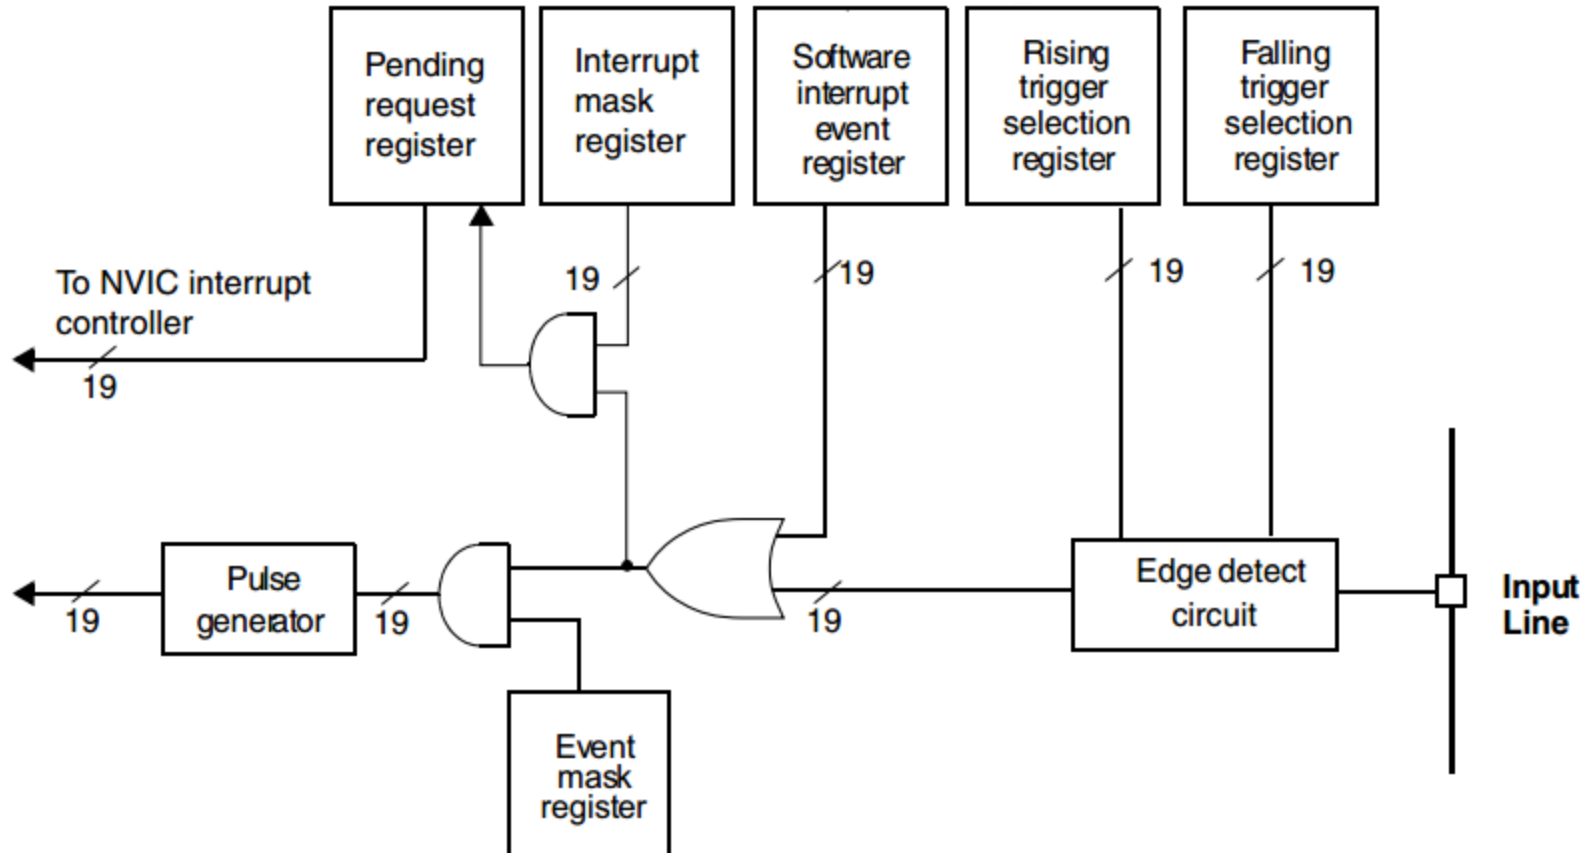 Pending
request
register
Interrupt
mask
register
Software
interrupt
event
register
Rising
trigger
selection
register
Falling
trigger
selection
register
To NVIC interrupt
controller
19
19
19
19
19
Pulse
generator
19
19
19
Edge detect
circuit
Input
Line
Event
mask
register